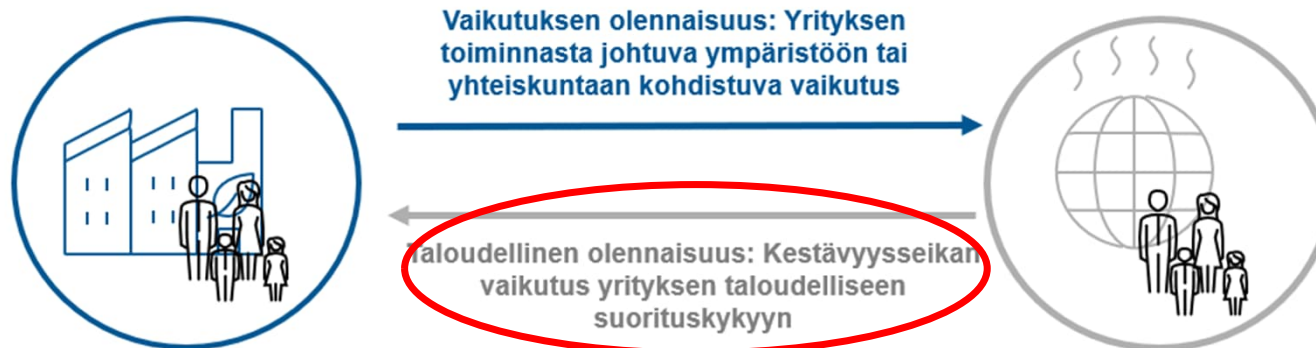 Vaikutuksen olennaisuus: Yrityksen
toiminnasta johtuva ympäristöön tai
yhteiskuntaan kohdistuva vaikutus
Taloudellinen olennaisuus: Kestävyysseikan
vaikutus yrityksen taloudelliseen
suorituskykyyn